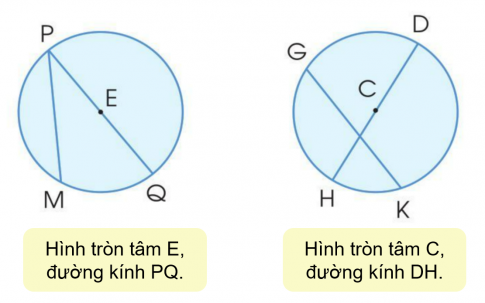 P
E
M
Q
G
D
C
H
K
Hình tròn tâm E,
đường kính PQ.
Hình tròn tâm C,
đường kính DH.